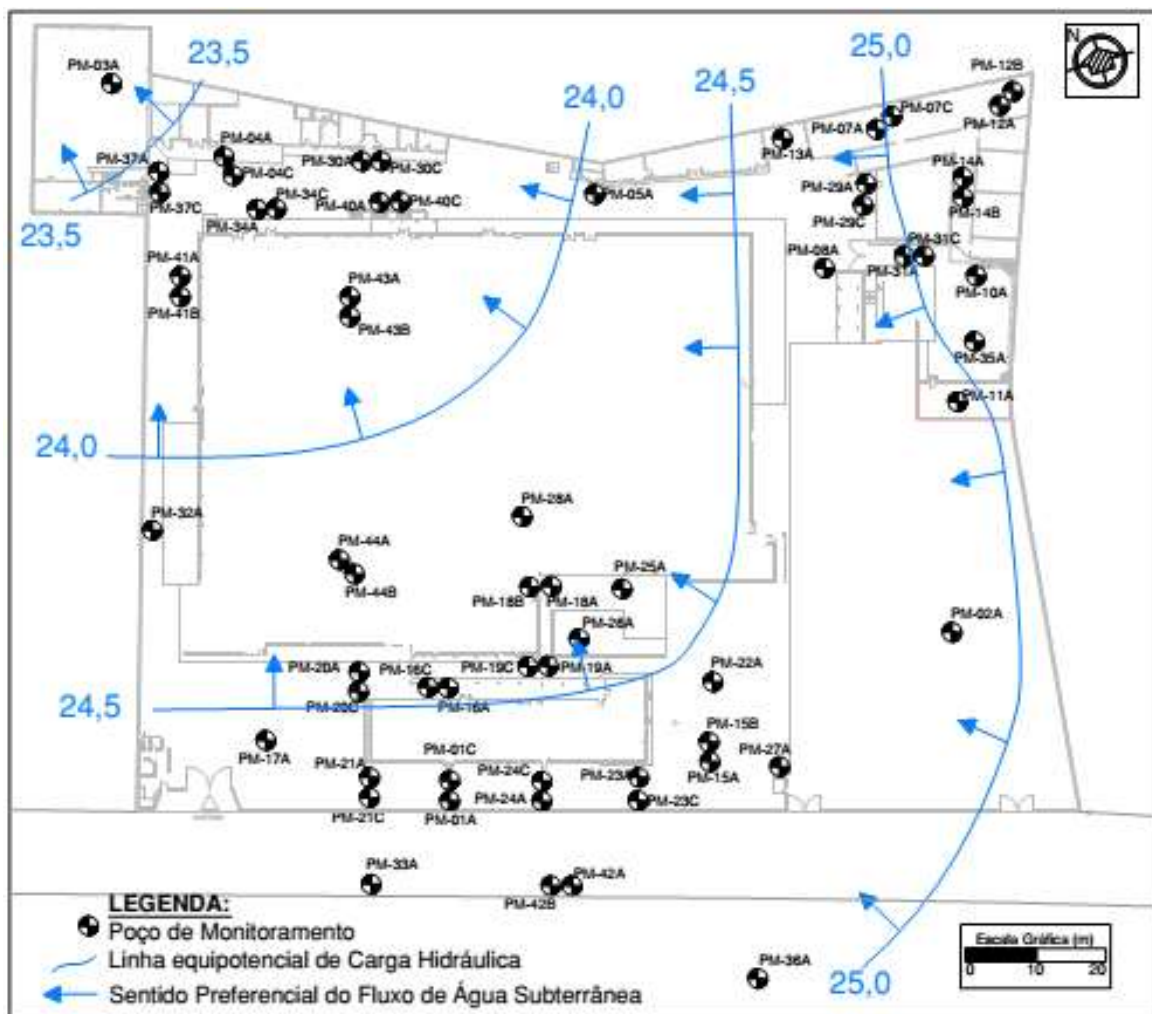 23,5
24,0
24,5
25,0
N
PM-03A
PM-12B
PM-07C
PM-07A
PM-12A
PM-13A
PM-04A
PM-37A
PM-04C
PM-30A
PM-30C
PM-14A
PM-29A
PM-37C
PM-34C
PM-34A
PM-40A
PM-40C
PM-05A
PM-29C
PM-14B
23,5
PM-41A
PM-08A
PM-31C
PM-31A
PM-43A
PM-10A
PM-41B
PM-43B
PM-35A
PM-11A
24,0
PM-28A
PM-32A
PM-44A
PM-25A
PM-44B
PM-18B
PM-18A
PM-26A
PM-02A
PM-20A
PM-16C
PM-19C
PM-19A
PM-22A
24,5
PM-20C
PM-16A
PM-15B
PM-17A
PM-01C
PM-27A
PM-21A
PM-24C
PM-23A
PM-15A
PM-21C
PM-01A
PM-24A
PM-23C
PM-33A
PM-42A
PM-42B
LEGENDA:
Poço de Monitoramento
Linha equipotencial de Carga Hidráulica
Sentido Preferencial do Fluxo de Água Subterrânea
PM-36A
25,0
Escala Gráfica (m)
0 10 20